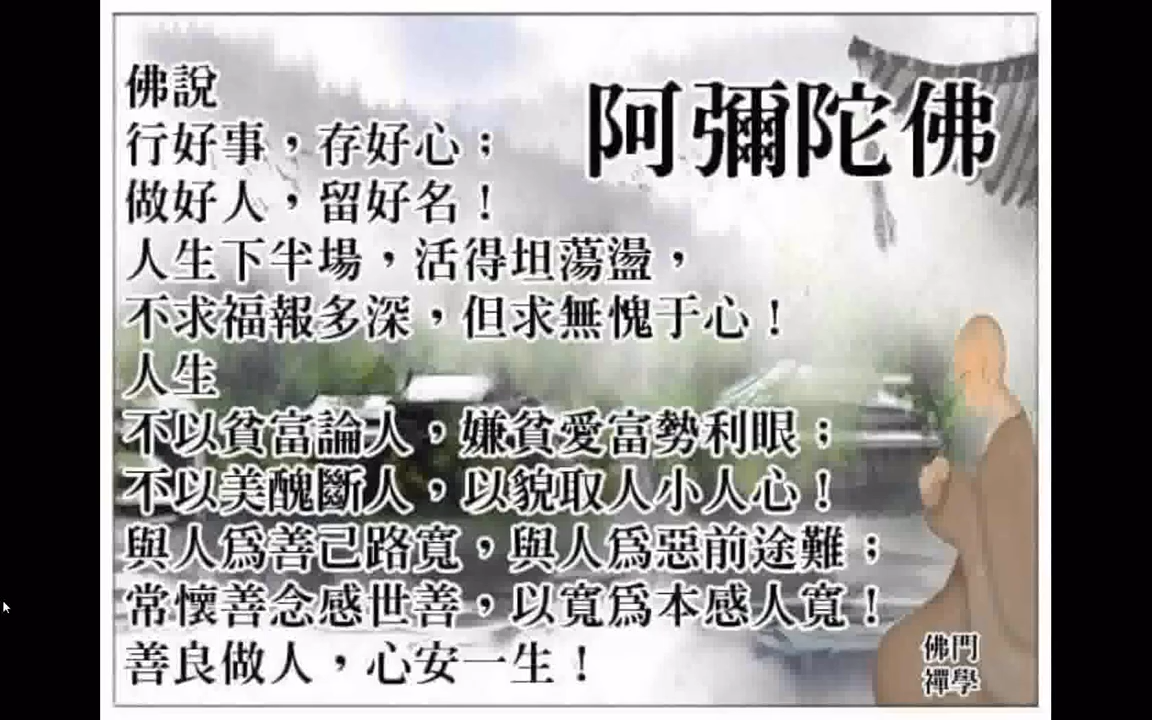 阿彌陀佛
佛說
行好事，存好心；
做好人，留好名！
人生下半場，活得坦蕩盪，
不求福報多深，但求無愧于心！
人生
不以貧富論人，嫌貧愛富勢利眼；
不以美醜斷人，以貌取人小人心！
與人爲善己路寬，與人爲惡前途難；
常懷善念感世善，以寬爲本感人寬！
善良做人，心安一生！
佛門
禪學